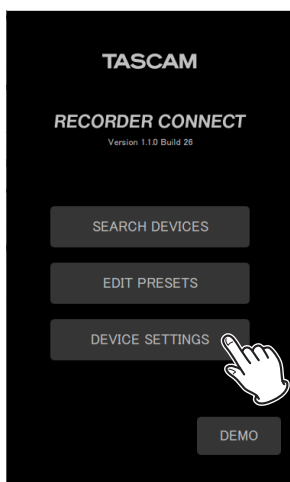 TASCAM
RECORDER CONNECT
Version 1.1.0 Build 26
SEARCH DEVICES
EDIT PRESETS
DEVICE SETTINGS
DEMO